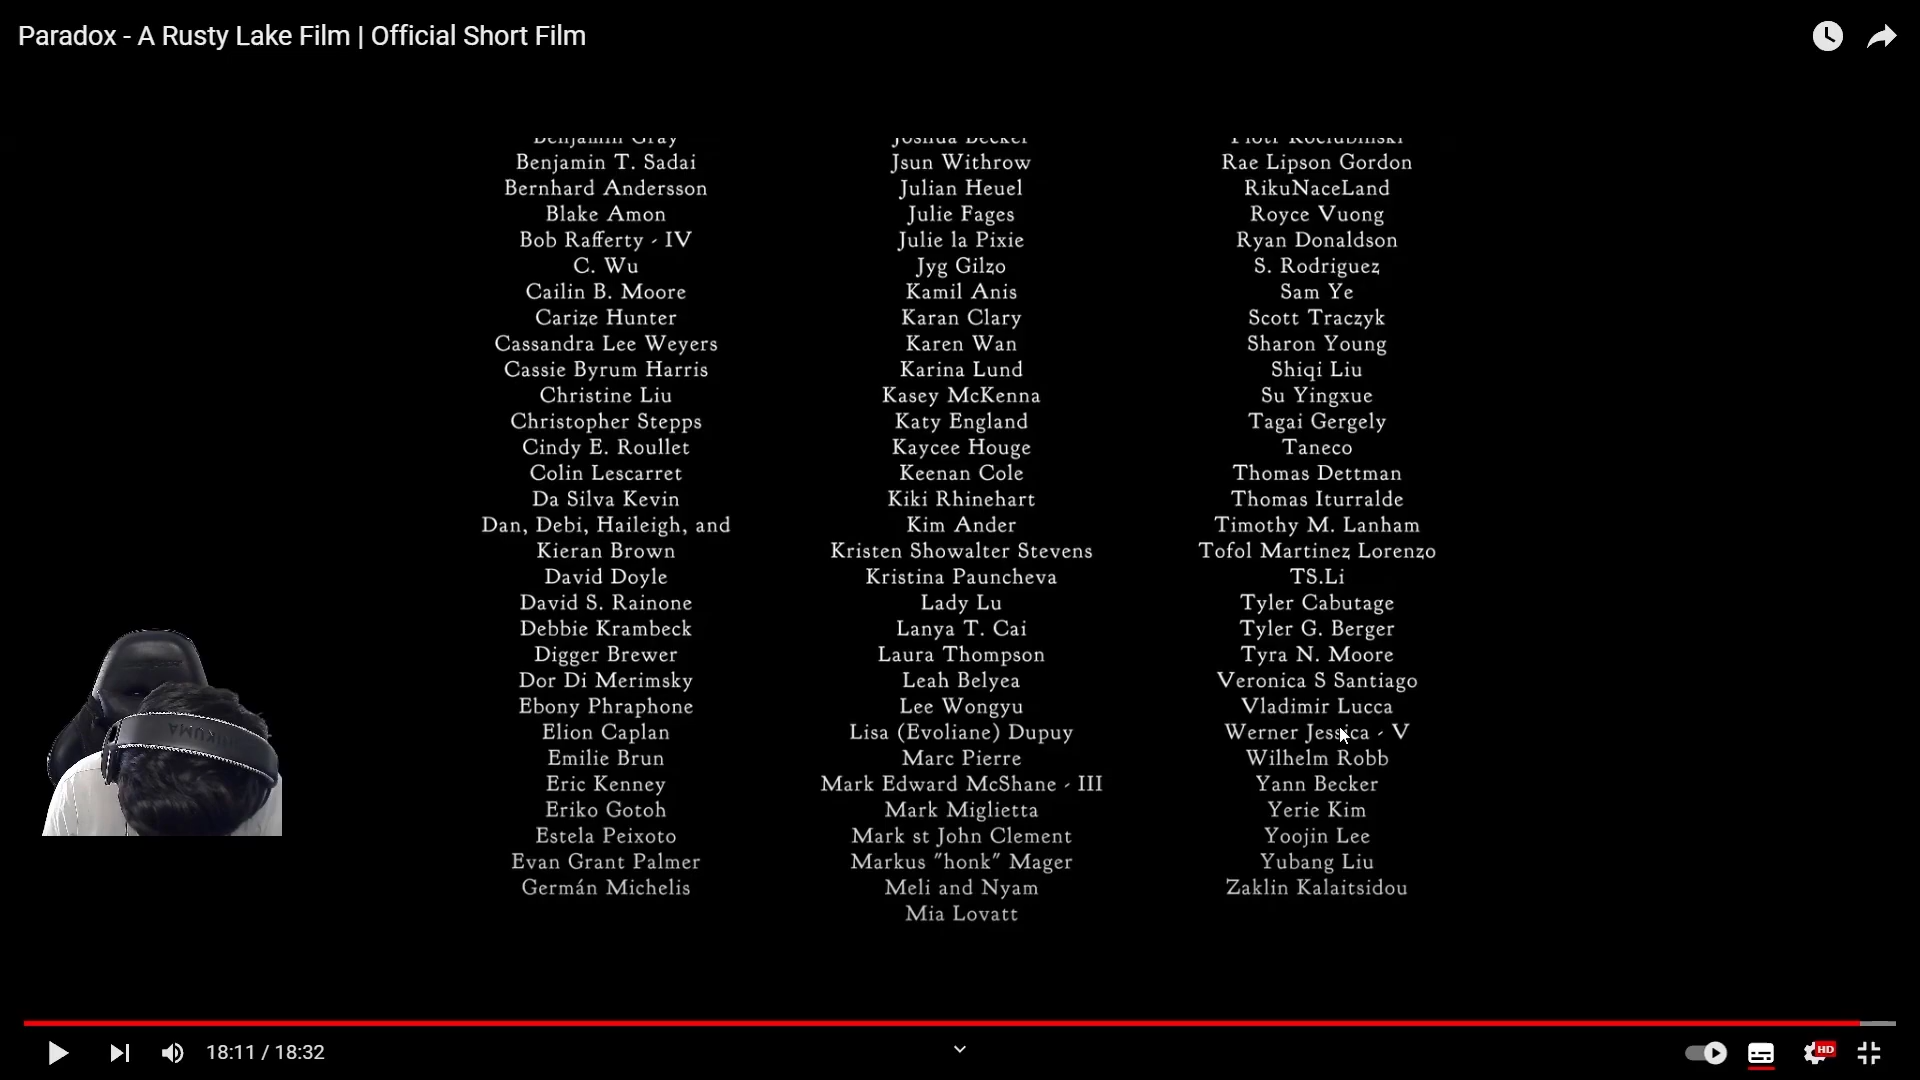 Paradox - A Rusty Lake Film | Official Short Film
Benjamin Gray
Benjamin T. Sadai
Bernhard Andersson
Blake Amon
Bob Rafferty - IV
C. Wu
Cailin B. Moore
Carize Hunter
Cassandra Lee Weyers
Cassie Byrum Harris
Christine Liu
Christopher Stepps
Cindy E. Roullet
Colin Lescarret
Da Silva Kevin
Dan, Debi, Haileigh, and
Kieran Brown
David Doyle
David S. Rainone
Debbie Krambeck
Digger Brewer
Dor Di Merimsky
Ebony Phraphone
Elion Caplan
Emilie Brun
Eric Kenney
Eriko Gotoh
Estela Peixoto
Evan Grant Palmer
Germán Michelis
Joshua Becker
Jsun Withrow
Julian Heuel
Julie Fages
Julie la Pixie
Jyg Gilzo
Kamil Anis
Karan Clary
Karen Wan
Karina Lund
Kasey McKenna
Katy England
Kaycee Houge
Keenan Cole
Kiki Rhinehart
Kim Ander
Kristen Showalter Stevens
Kristina Pauncheva
Lady Lu
Lanya T. Cai
Laura Thompson
Leah Belyea
Lee Wongyu
Lisa (Evoliane) Dupuy
Marc Pierre
Mark Edward McShane - III
Mark Miglietta
Mark st John Clement
Markus "honk" Mager
Meli and Nyam
Mia Lovatt
Piotr
Rae Lipson Gordon
RikuNaceLand
Royce Vuong
Ryan Donaldson
S. Rodriguez
Sam Ye
Scott Traczyk
Sharon Young
Shiqi Liu
Su Yingxue
Tagai Gergely
Taneco
Thomas Dettman
Thomas Iturralde
Timothy M. Lanham
Tofol Martinez Lorenzo
TS.Li
Tyler Cabutage
Tyler G. Berger
Tyra N. Moore
Veronica S Santiago
Vladimir Lucca
Werner Jessica - V
Wilhelm Robb
Yann Becker
Yerie Kim
Yoojin Lee
Yubang Liu
Zaklin Kalaitsidou
18:11 / 18:32
HD